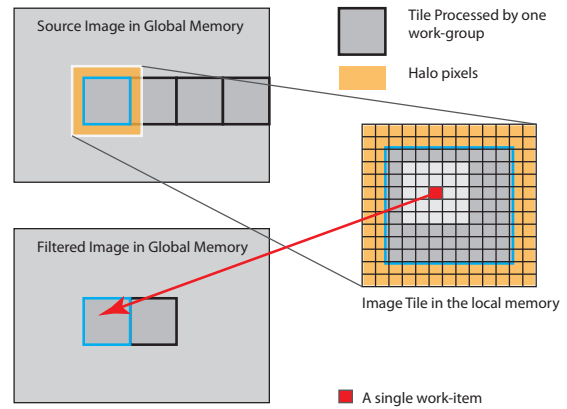 Source Image in Global Memory
Tile Processed by one
work-group
Halo pixels
Filtered Image in Global Memory
Image Tile in the local memory
A single work-item